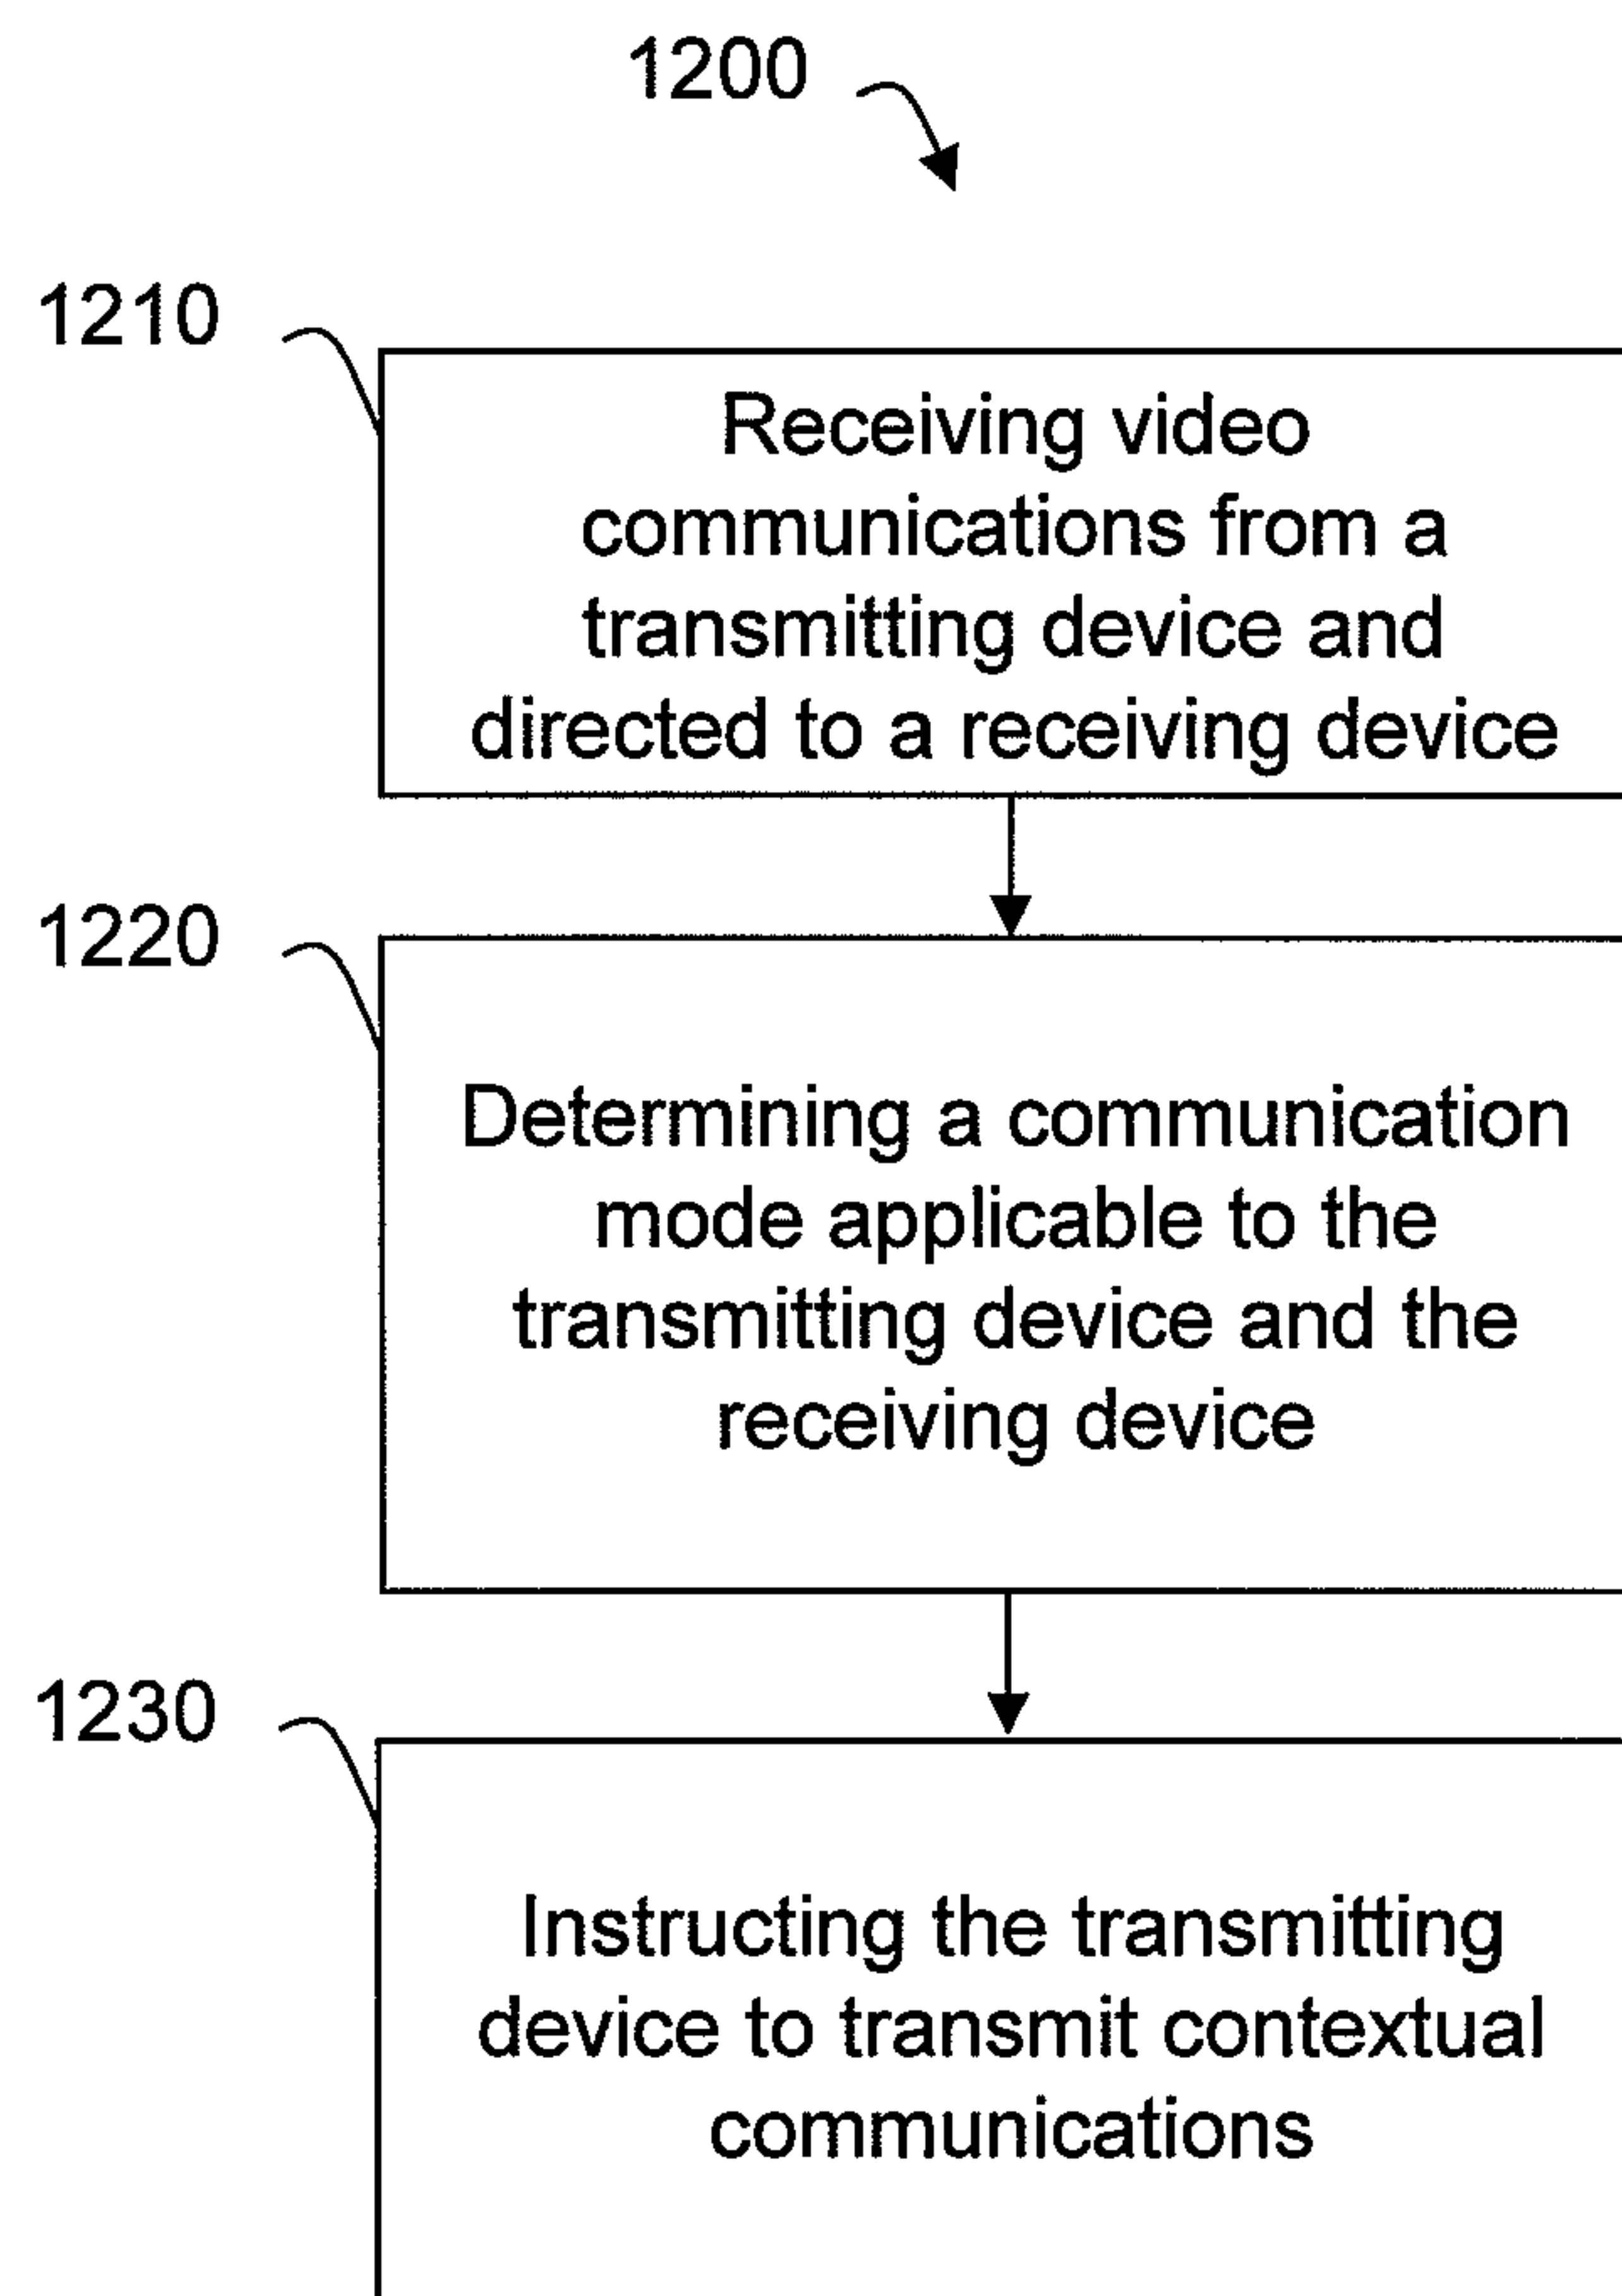 1200
1210
Receiving video
communications from a
transmitting device and
directed to a receiving device
1220
Determining a communication
mode applicable to the
transmitting device and the
receiving device
1230
Instructing the transmitting
device to transmit contextual
communications